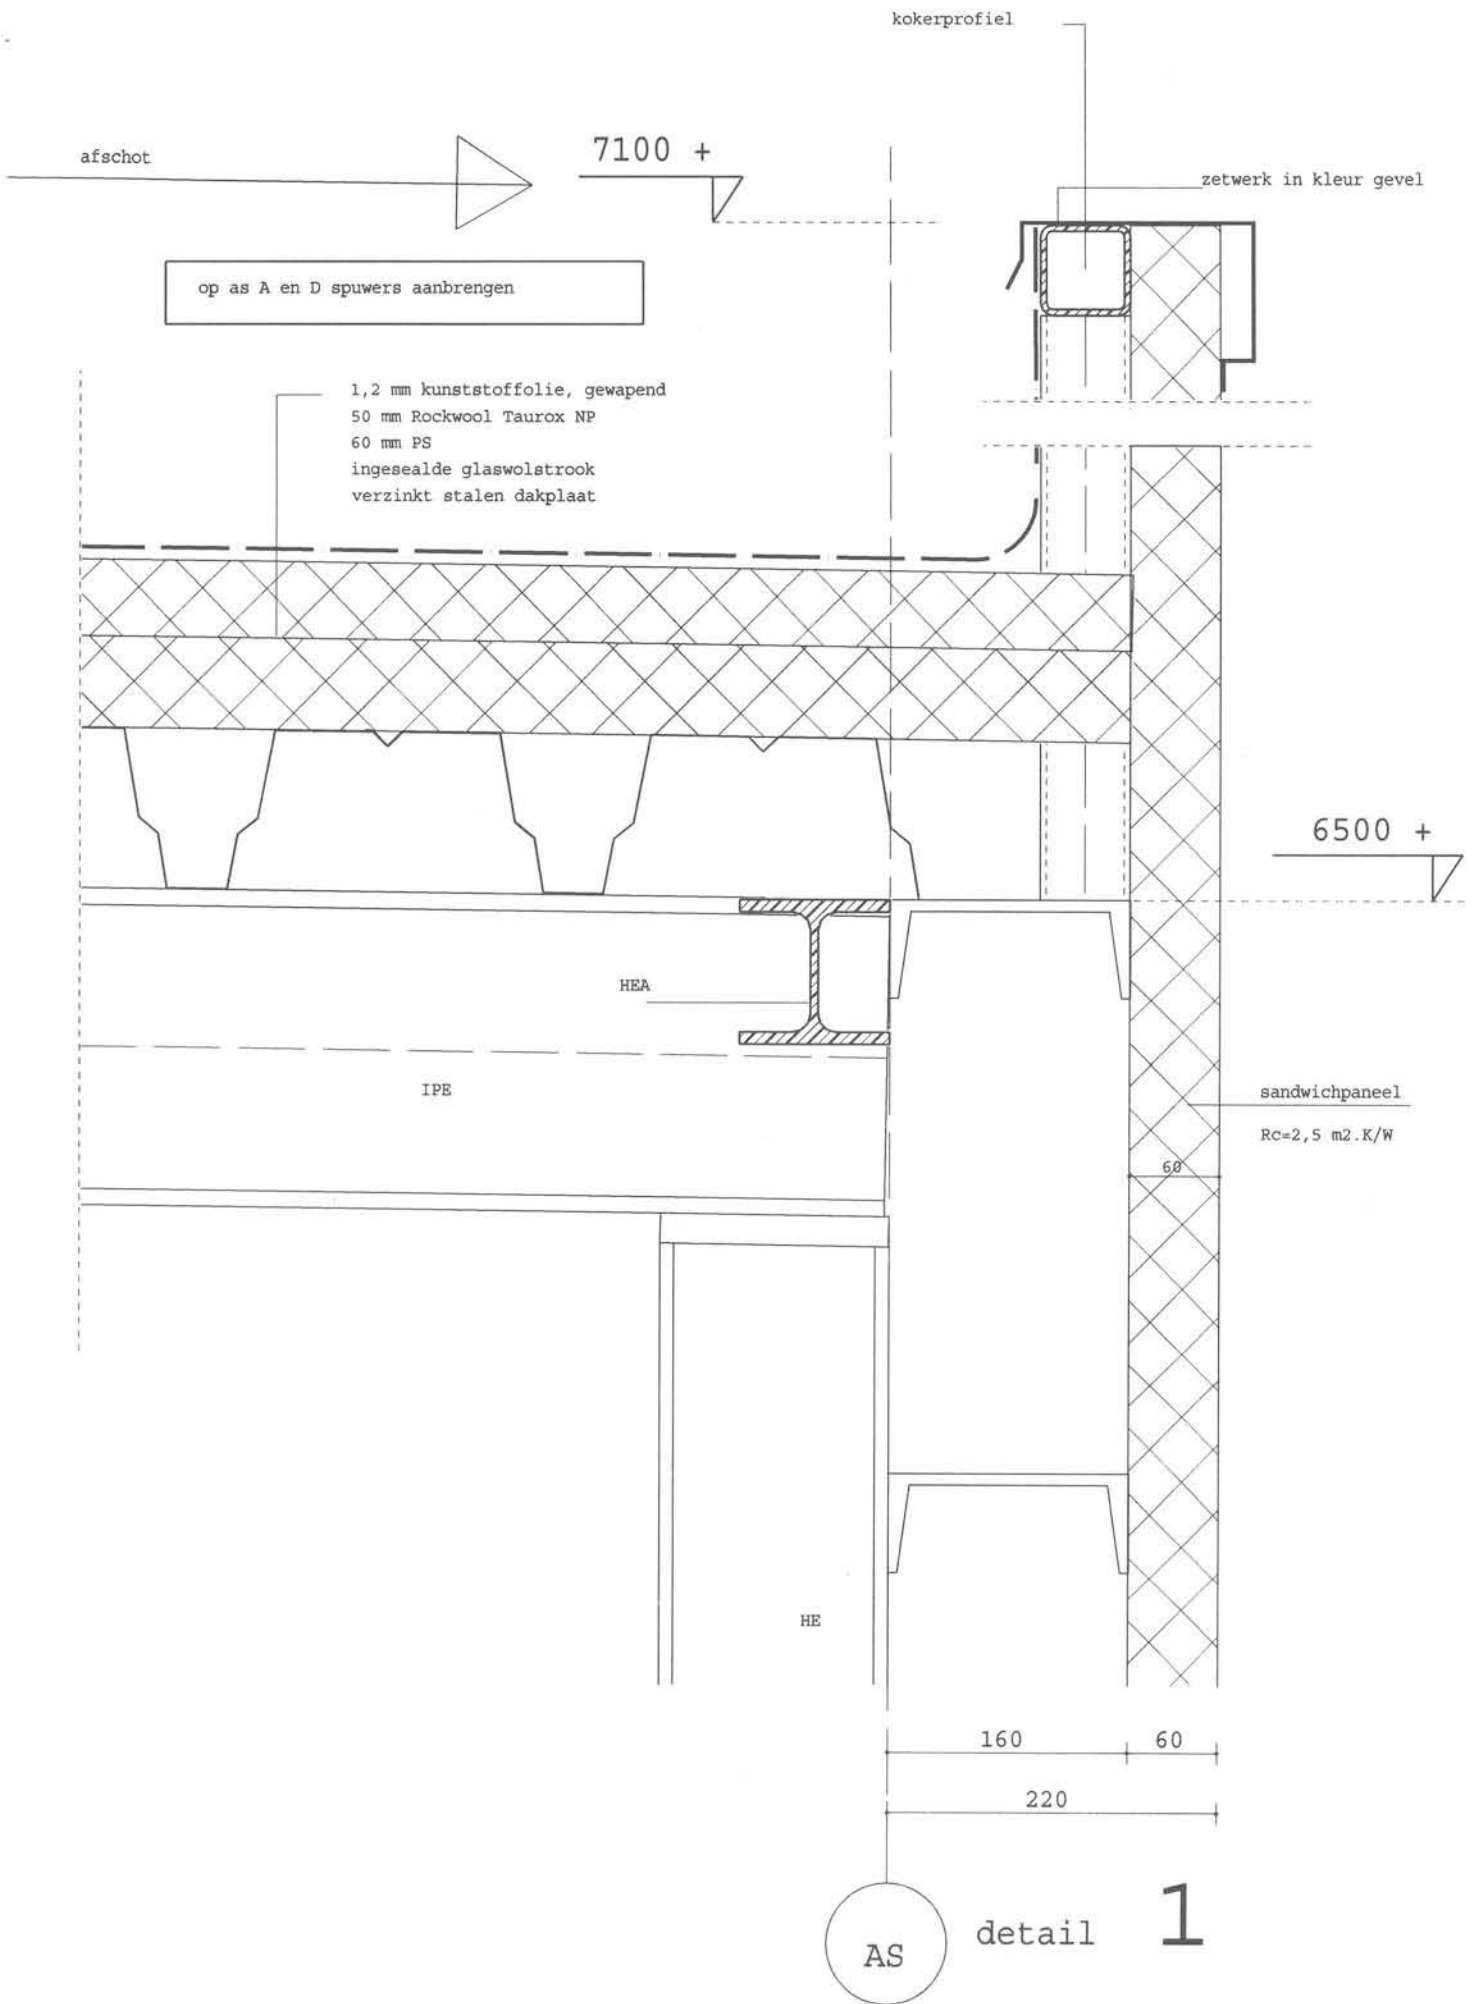 kokerprofiel
afschot
7100 +
zetwerk in kleur gevel
op as A en D spuwers aanbrengen
1,2 mm kunststoffolie, gewapend
50 mm Rockwool Taurox NP
60 mm PS
ingesealde glaswolstrook
verzinkt stalen dakplaat
6500 +
HEA
IPE
sandwichpaneel
Rc=2,5 m2.K/W
60
HE
160
60
220
AS
detail 1